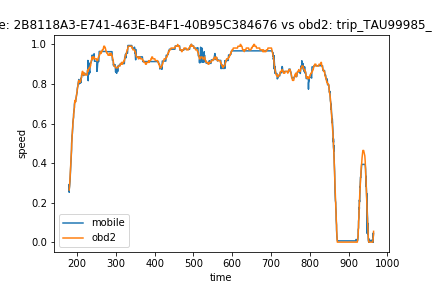 e: 2B8118A3-E741-463E-B4F1-40B95C384676 vs obd2: trip_TAU99985_
1.0
0.8
0.6
0.4
0.2
0.0
speed
mobile
obd2
200 300 400 500 600 700 800 900 1000
time